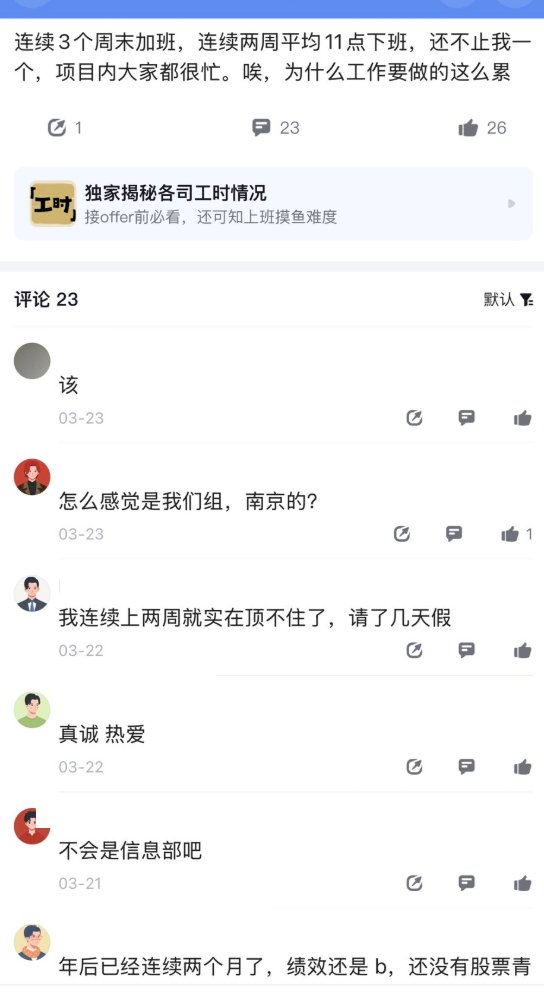 连续3个周末加班，连续两周平均11点下班，还不止我一
个，项目内大家都很忙。唉，为什么工作要做的这么累
1
23
26
「工时」
独家揭秘各司工时情况
接offer前必看，还可知上班摸鱼难度
评论 23
默认
该
03-23
怎么感觉是我们组，南京的?
03-23
1
我连续上两周就实在顶不住了，请了几天假
03-22
真诚 热爱
03-22
不会是信息部吧
03-21
年后已经连续两个月了，绩效还是 b，还没有股票青